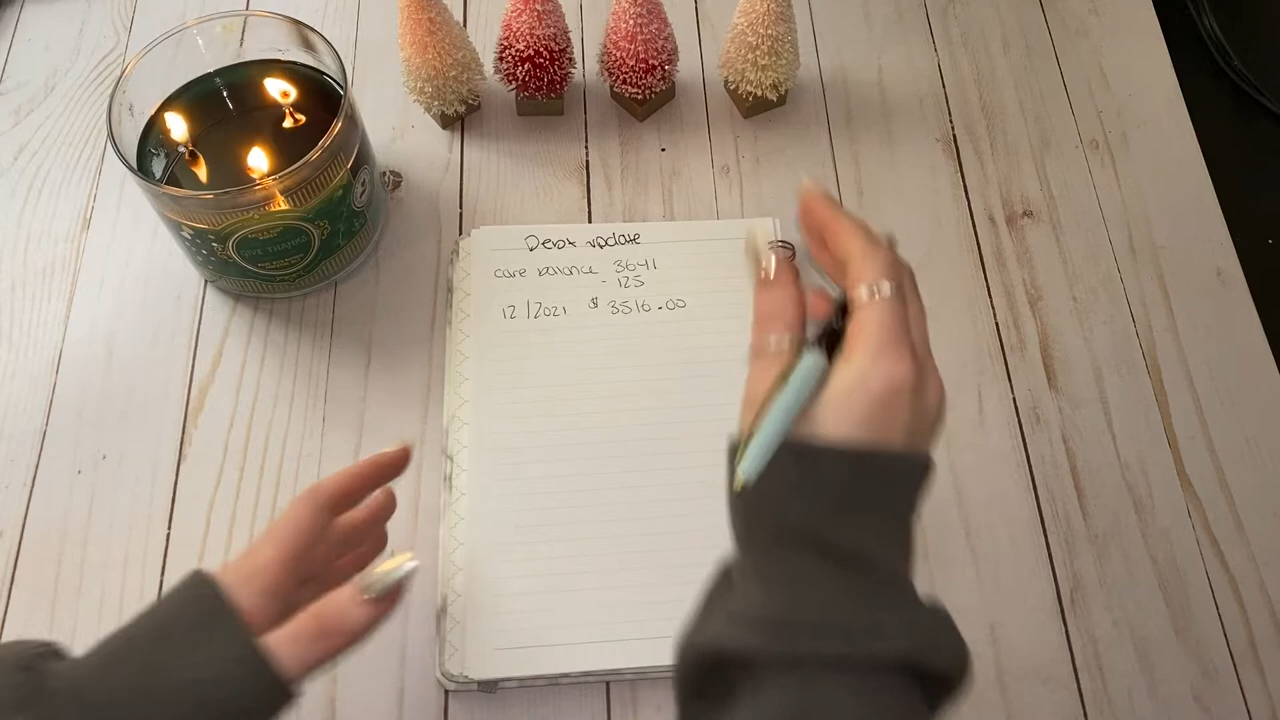 GIVE THANKS
Debt update
care balance 3641
- 125
12/2021 $ 3516.00